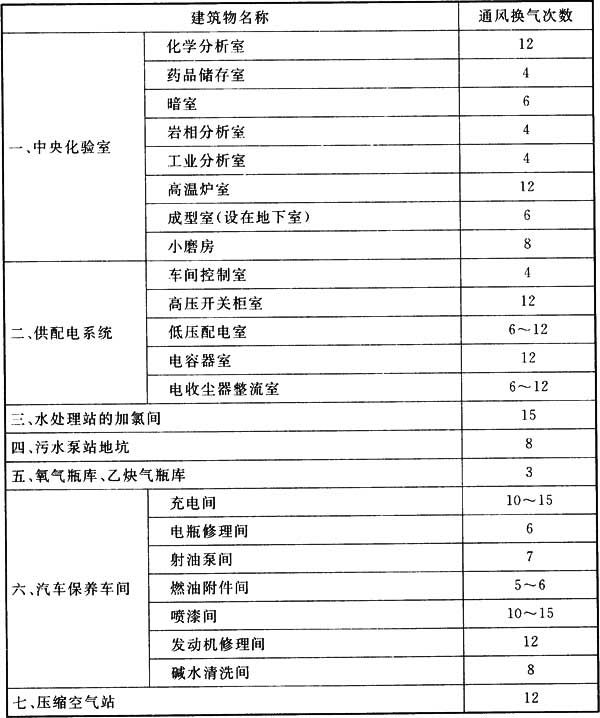 建筑物名称 通风换气次数
一、中央化验室 化学分析室 12
药品储存室 4
暗室 6
岩相分析室 4
工业分析室 4
高温炉室 12
成型室(设在地下室) 6
小磨房 8
二、供配电系统 车间控制室 4
高压开关柜室 12
低压配电室 6～12
电容器室 12
电收尘器整流室 6～12
三、水处理站的加氯间 15
四、污水泵站地坑 8
五、氧气瓶库、乙炔气瓶库 3
六、汽车保养车间 充电间 10～15
电瓶修理间 6
射油泵间 7
燃油附件间 5～6
喷漆间 10～15
发动机修理间 12
碱水清洗间 8
七、压缩空气站 12